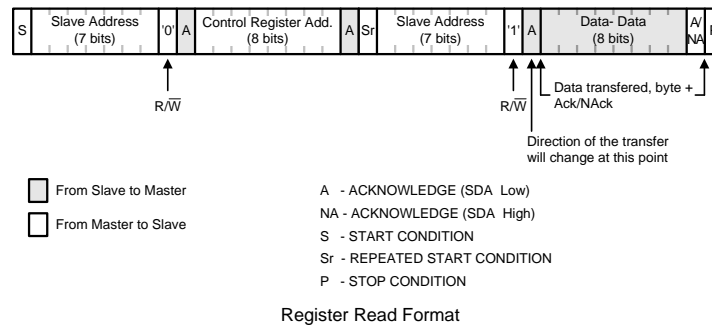 S Slave Address (7 bits) '0' A Control Register Add. (8 bits) A Sr Slave Address (7 bits) '1' A Data- Data (8 bits) A/NA P
R/W̅ R/W̅
Data transfered, byte +
Ack/NAck
Direction of the transfer
will change at this point
From Slave to Master
From Master to Slave
A - ACKNOWLEDGE (SDA Low)
NA - ACKNOWLEDGE (SDA High)
S - START CONDITION
Sr - REPEATED START CONDITION
P - STOP CONDITION
Register Read Format